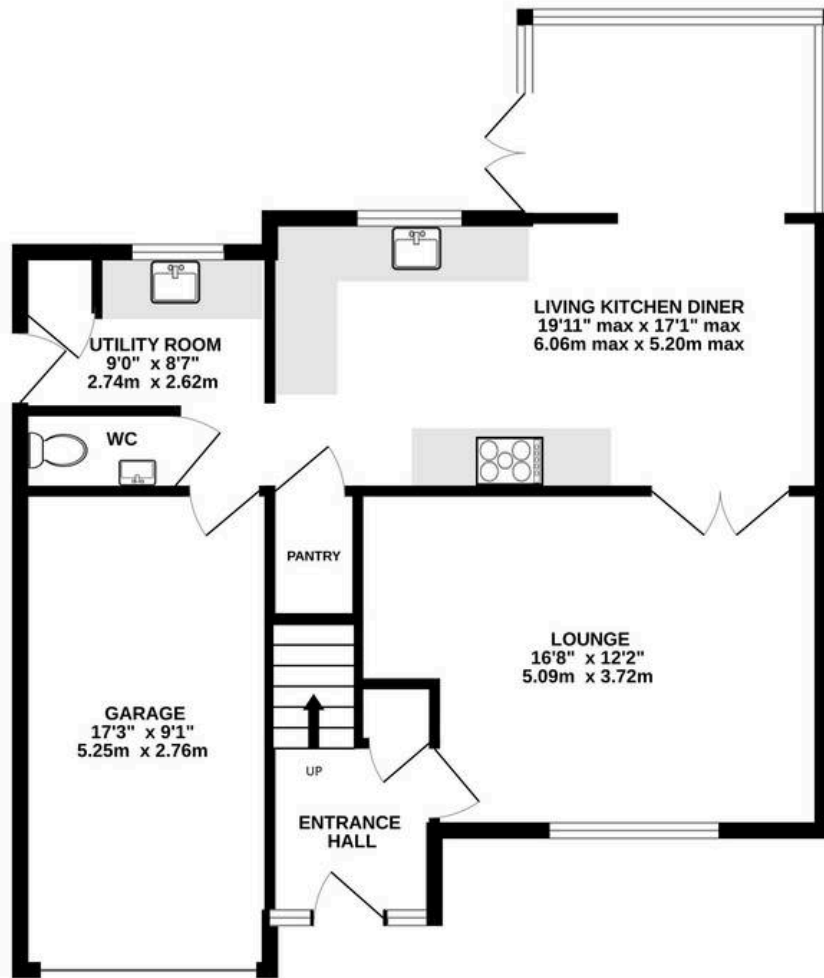 LIVING KITCHEN DINER
19'11" max x 17'1" max
6.06m max x 5.20m max
UTILITY ROOM
9'0" x 8'7"
2.74m x 2.62m
WC
PANTRY
LOUNGE
16'8" x 12'2"
5.09m x 3.72m
GARAGE
17'3" x 9'1"
5.25m x 2.76m
UP
ENTRANCE
HALL